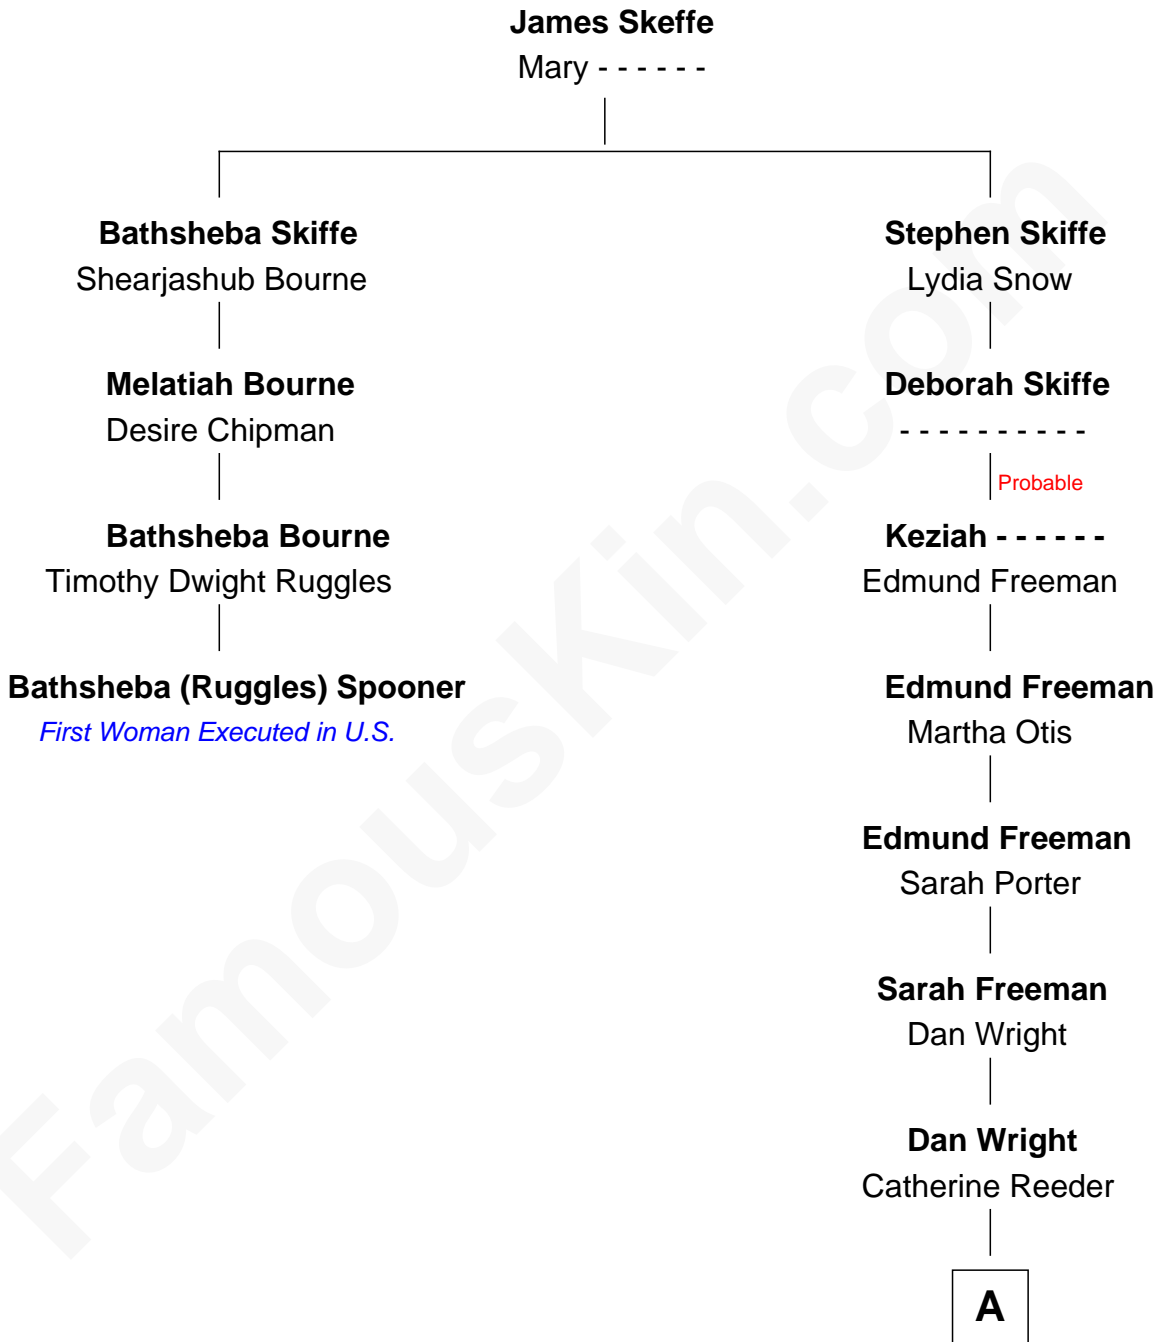 James Skeffe
Mary - - - - - -
Bathsheba Skiffe
Shearjashub Bourne
Melatiah Bourne
Desire Chipman
Bathsheba Bourne
Timothy Dwight Ruggles
Bathsheba (Ruggles) Spooner
First Woman Executed in U.S.
Stephen Skiffe
Lydia Snow
Deborah Skiffe
- - - - - - - - - -
Probable
Keziah - - - - - -
Edmund Freeman
Edmund Freeman
Martha Otis
Edmund Freeman
Sarah Porter
Sarah Freeman
Dan Wright
Dan Wright
Catherine Reeder
A
FamousKin.com